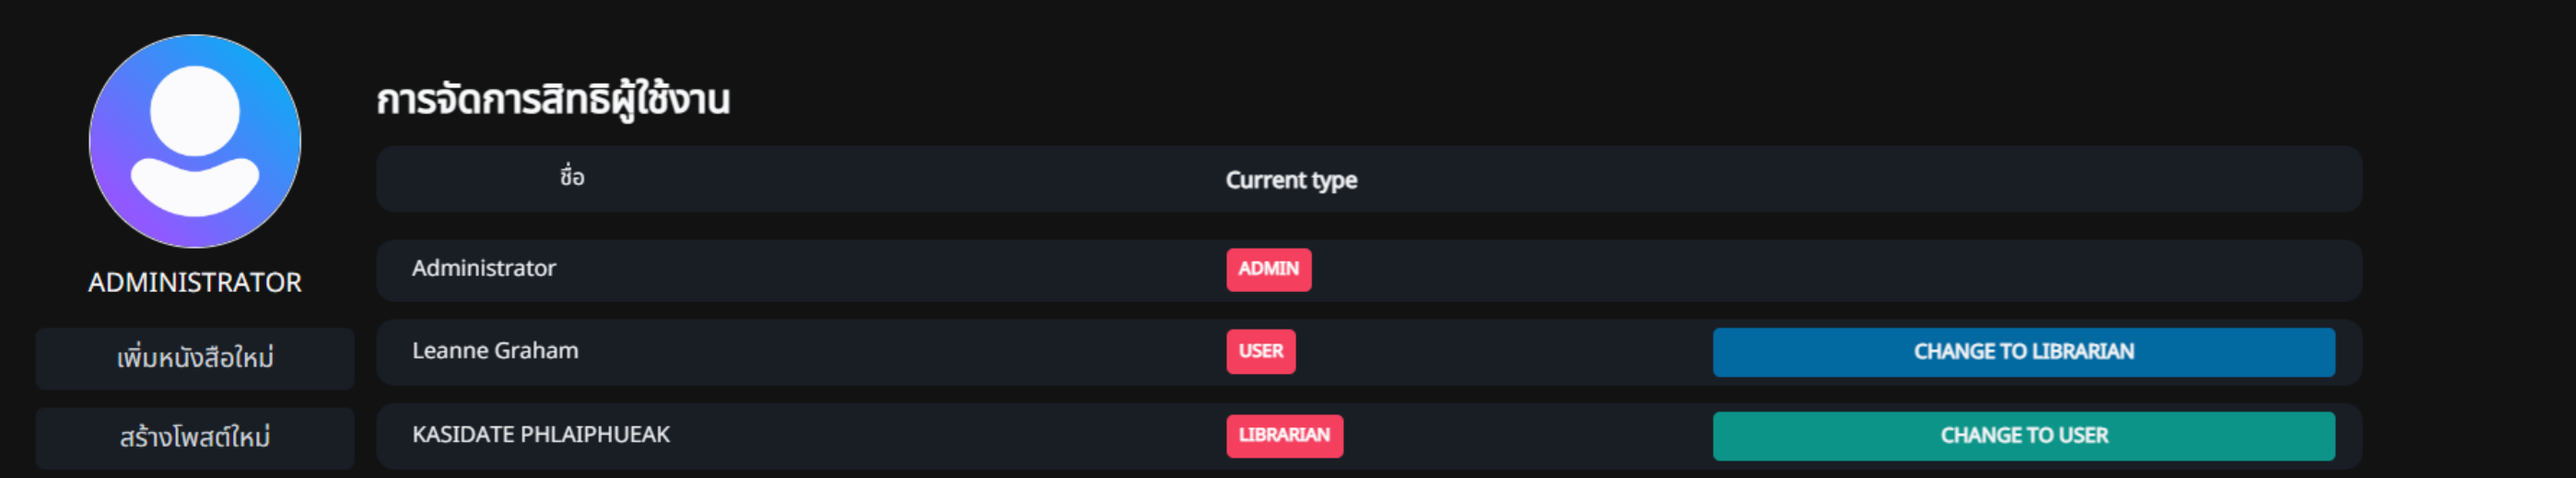 ADMINISTRATOR
เพิ่มหนังสือใหม่
สร้างโพสต์ใหม่
การจัดการสิทธิผู้ใช้งาน
ชื่อ Current type
Administrator ADMIN
Leanne Graham USER CHANGE TO LIBRARIAN
KASIDATE PHLAIPHUEAK LIBRARIAN CHANGE TO USER